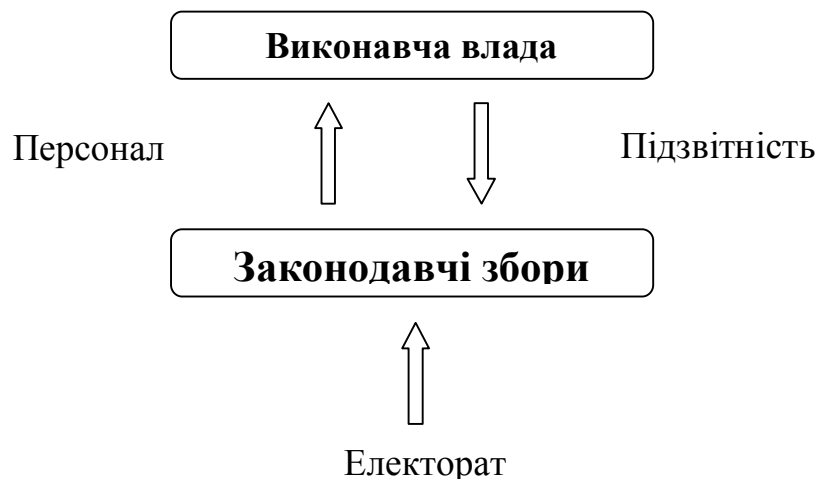 Виконавча влада
Персонал
Підзвітність
Законодавчі збори
Електорат